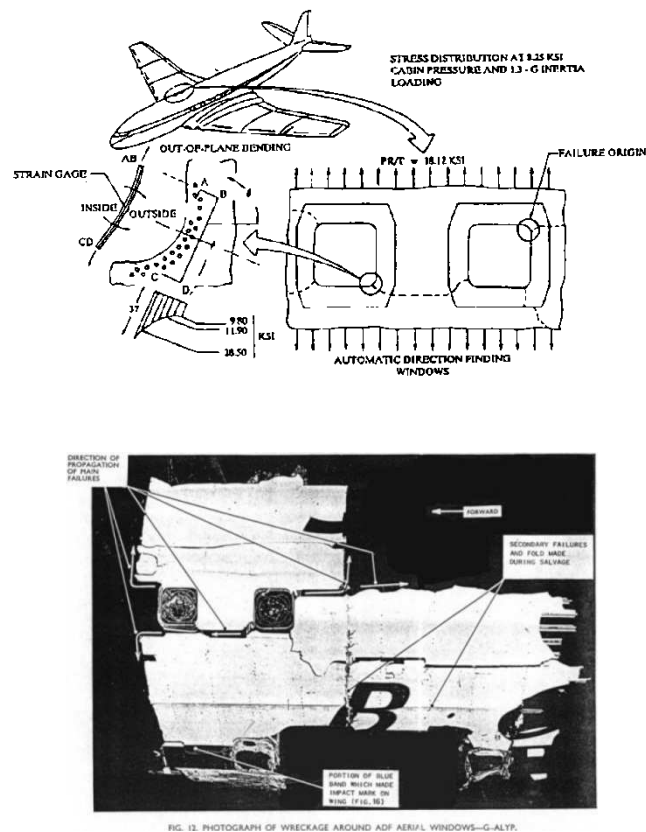 STRESS DISTRIBUTION AT 8.25 KSI
CABIN PRESSURE AND 1.3 - G INERTIA
LOADING
OUT-OF-PLANE BENDING
PR/T = 18.12 KSI
FAILURE ORIGIN
AB
STRAIN GAGE
INSIDE
OUTSIDE
CD
A
B
C
D
37
9.80
11.90
KSI
AUTOMATIC DIRECTION FINDING
WINDOWS
DIRECTION OF
PROPAGATION
OF MAIN
FAILURES
FORWARD
SECONDARY FAILURES
AND FOLD MADE
DURING SALVAGE
B
PORTION OF BLUE
BAND WHICH MADE
IMPACT MARK ON
WING (FIG.16)
FIG. 12. PHOTOGRAPH OF WRECKAGE AROUND ADF AERIAL WINDOWS—G-ALYP.